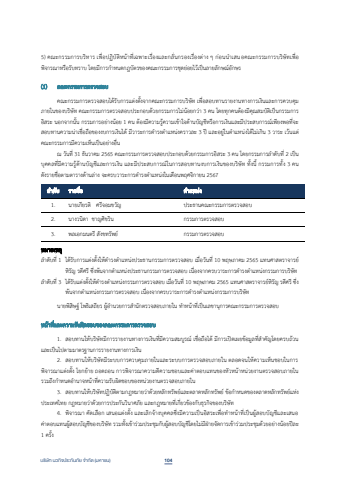 5) คณะกรรมการบริหาร เพื่อปฏิบัติหน้าที่เฉพาะเรื่องและกลั่นกรองเรื่องต่าง ๆ ก่อนนำเสนอคณะกรรมการบริษัทเพื่อ
พิจารณาหรือรับทราบ โดยมีการกำหนดกฎบัตรของคณะกรรมการชุดย่อยไว้เป็นลายลักษณ์อักษร
(1) คณะกรรมการตรวจสอบ
คณะกรรมการตรวจสอบได้รับการแต่งตั้งจากคณะกรรมการบริษัท เพื่อสอบทานรายงานทางการเงินและการควบคุม
ภายในของบริษัท คณะกรรมการตรวจสอบประกอบด้วยกรรมการไม่น้อยกว่า 3 คน โดยทุกคนต้องมีคุณสมบัติเป็นกรรมการ
อิสระ นอกจากนั้น กรรมการอย่างน้อย 1 คน ต้องมีความรู้ความเข้าใจด้านบัญชีหรือการเงินและมีประสบการณ์เพียงพอที่จะ
สอบทานความน่าเชื่อถือของงบการเงินได้ มีวาระการดำรงตำแหน่งคราวละ 3 ปี และอยู่ในตำแหน่งได้ไม่เกิน 3 วาระ เว้นแต่
คณะกรรมการมีความเห็นเป็นอย่างอื่น
ณ วันที่ 31 ธันวาคม 2565 คณะกรรมการตรวจสอบประกอบด้วยกรรมการอิสระ 3 คน โดยกรรมการลำดับที่ 2 เป็น
บุคคลที่มีความรู้ด้านบัญชีและการเงิน และมีประสบการณ์ในการสอบทานงบการเงินของบริษัท ทั้งนี้ กรรมการทั้ง 3 คน
ดังรายชื่อตามตารางด้านล่าง จะครบวาระการดำรงตำแหน่งในเดือนพฤศจิกายน 2567
ลำดับ รายชื่อ ตำแหน่ง
1. นายเกียรติ ศรีจอมขวัญ ประธานคณะกรรมการตรวจสอบ
2. นางวนิดา ชาญศิขริน กรรมการตรวจสอบ
3. พลเอกมนตรี สังขทรัพย์ กรรมการตรวจสอบ
หมายเหตุ
ลำดับที่ 1 ได้รับการแต่งตั้งให้ดำรงตำแหน่งประธานกรรมการตรวจสอบ เมื่อวันที่ 10 พฤษภาคม 2565 แทนศาสตราจารย์
หิรัญ รดีศรี ซึ่งพ้นจากตำแหน่งประธานกรรมการตรวจสอบ เนื่องจากครบวาระการดำรงตำแหน่งกรรมการบริษัท
ลำดับที่ 3 ได้รับการแต่งตั้งให้ดำรงตำแหน่งกรรมการตรวจสอบ เมื่อวันที่ 10 พฤษภาคม 2565 แทนศาสตราจารย์หิรัญ รดีศรี ซึ่ง
พ้นจากตำแหน่งกรรมการตรวจสอบ เนื่องจากครบวาระการดำรงตำแหน่งกรรมการบริษัท
นายพิสิษฐ์ ผู้อำนวยการสำนักตรวจสอบภายใน ทำหน้าที่เป็นเลขานุการคณะกรรมการตรวจสอบ
หน้าที่และความรับผิดชอบของคณะกรรมการตรวจสอบ
1. สอบทานให้บริษัทมีการรายงานทางการเงินที่มีความสมบูรณ์ เชื่อถือได้ มีการเปิดเผยข้อมูลที่สำคัญโดยครบถ้วน
และเป็นไปตามมาตรฐานการรายงานทางการเงิน
2. สอบทานให้บริษัทมีระบบการควบคุมภายในและระบบการตรวจสอบภายใน ตลอดจนให้ความเห็นชอบในการ
พิจารณาแต่งตั้ง โยกย้าย ถอดถอน การพิจารณาความดีความชอบและค่าตอบแทนของหัวหน้าหน่วยงานตรวจสอบภายใน
รวมถึงกำหนดอำนาจหน้าที่ความรับผิดชอบของหน่วยงานตรวจสอบภายใน
3. สอบทานให้บริษัทปฏิบัติตามกฎหมายว่าด้วยหลักทรัพย์และตลาดหลักทรัพย์ ข้อกำหนดของตลาดหลักทรัพย์แห่ง
ประเทศไทย กฎหมายว่าด้วยการประกันวินาศภัย และกฎหมายที่เกี่ยวข้องกับธุรกิจของบริษัท
4. พิจารณา คัดเลือก เสนอแต่งตั้ง และเลิกจ้างบุคคลซึ่งมีความเป็นอิสระเพื่อทำหน้าที่เป็นผู้สอบบัญชีและเสนอ
ค่าตอบแทนผู้สอบบัญชีของบริษัท รวมทั้งเข้าร่วมประชุมกับผู้สอบบัญชีโดยไม่มีฝ่ายจัดการเข้าร่วมประชุมด้วยอย่างน้อยปีละ
1 ครั้ง
บริษัท นวกิจประกันภัย จำกัด (มหาชน) 104